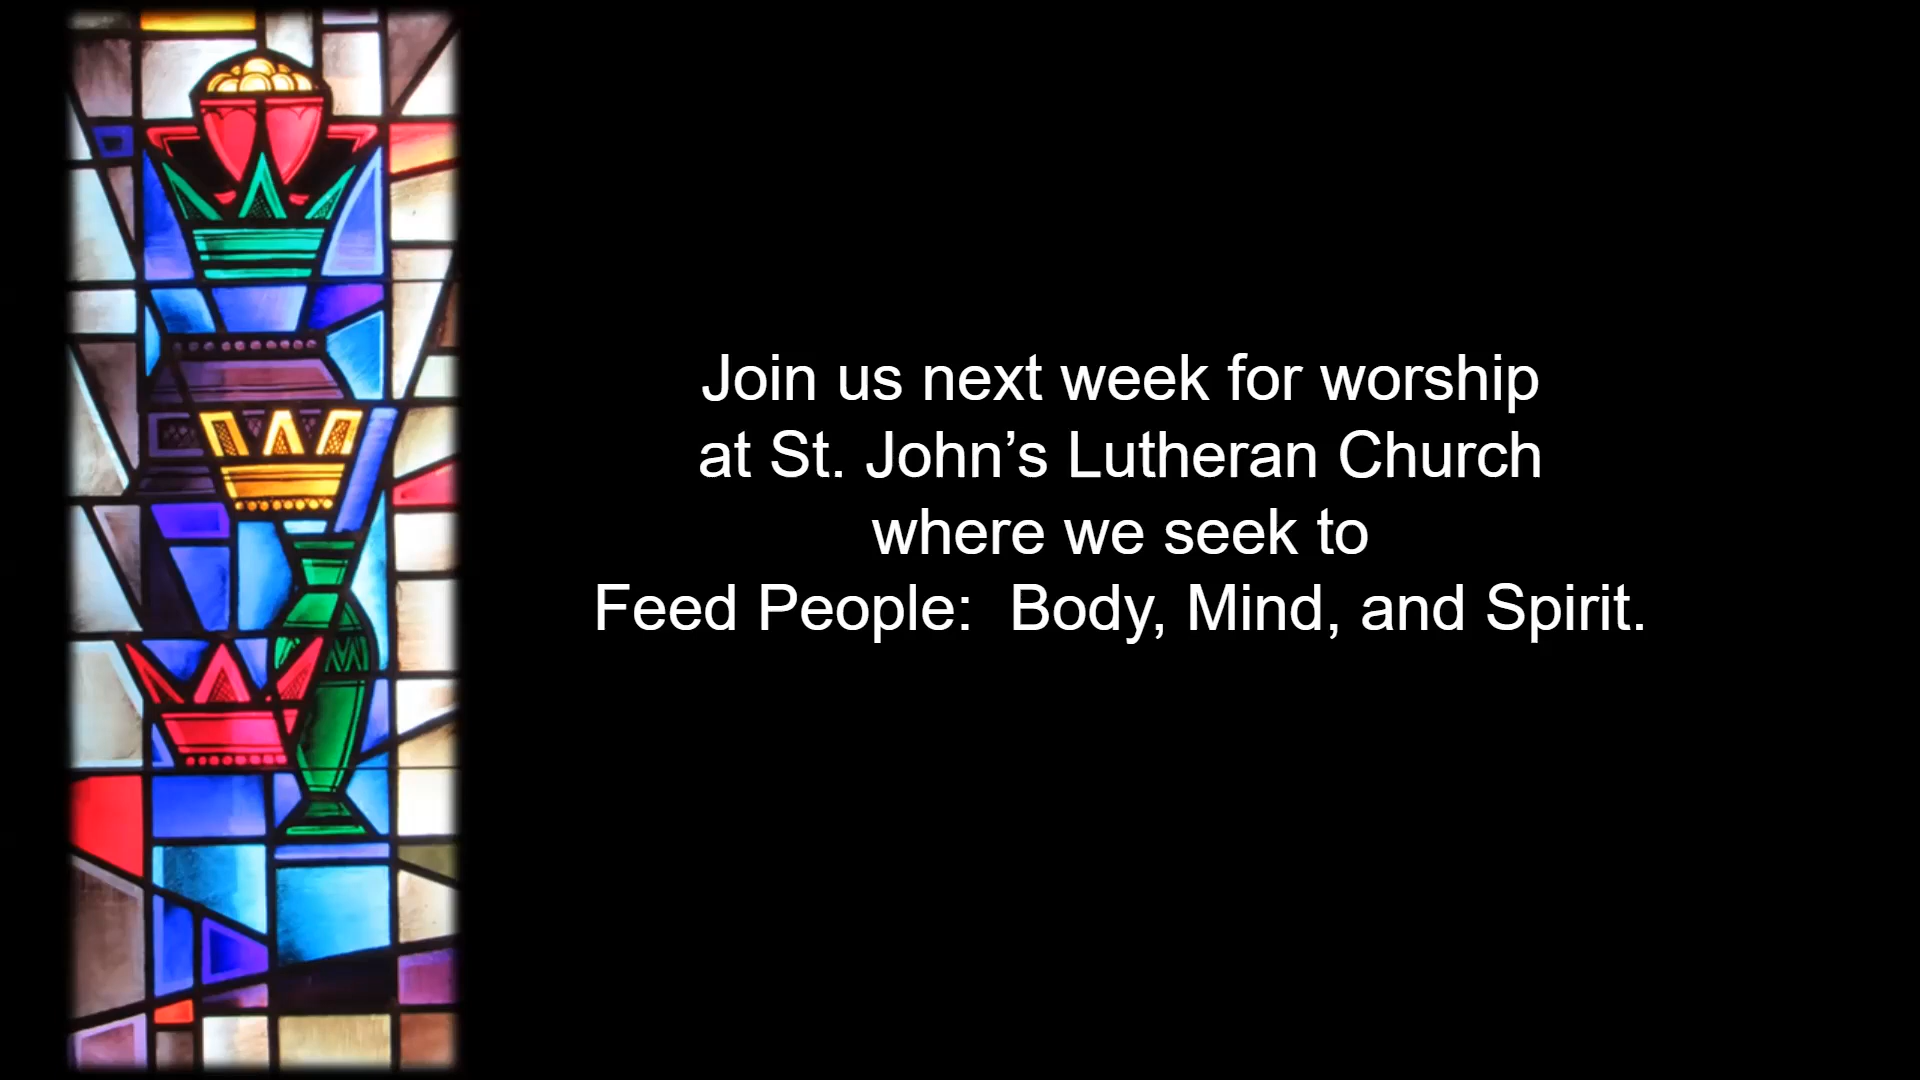 Join us next week for worship
at St. John’s Lutheran Church
where we seek to
Feed People:  Body, Mind, and Spirit.